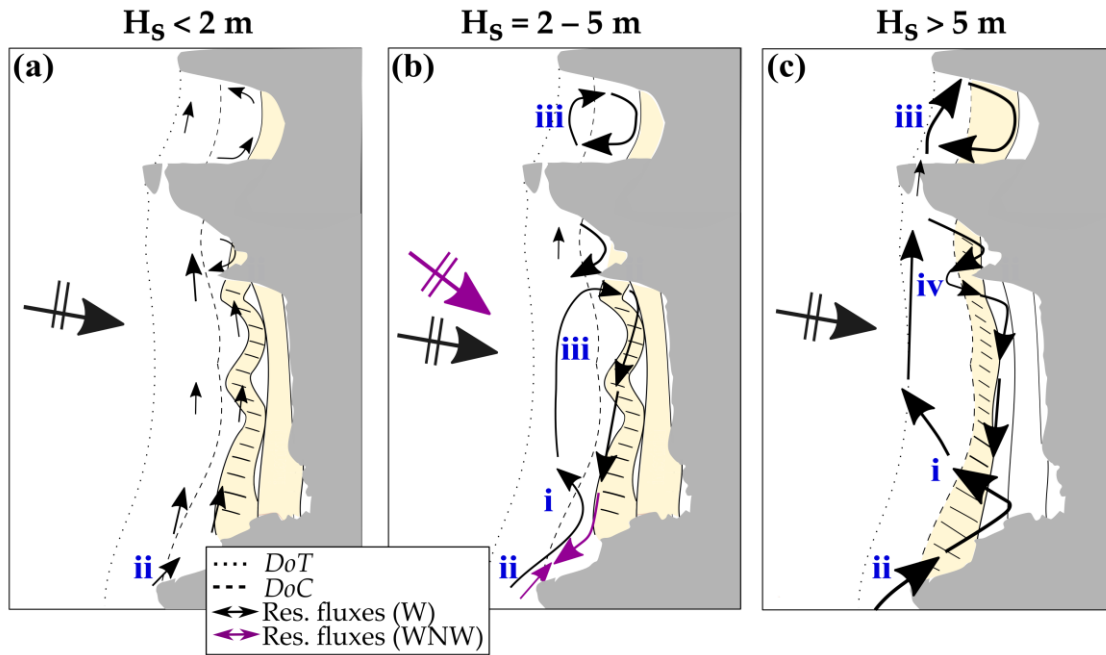 Hs < 2 m
Hs = 2 – 5 m
Hs > 5 m
(a)
(b)
(c)
iii
iii
iv
iii
i
i
ii
ii
ii
DoT
DoC
Res. fluxes (W)
Res. fluxes (WNW)